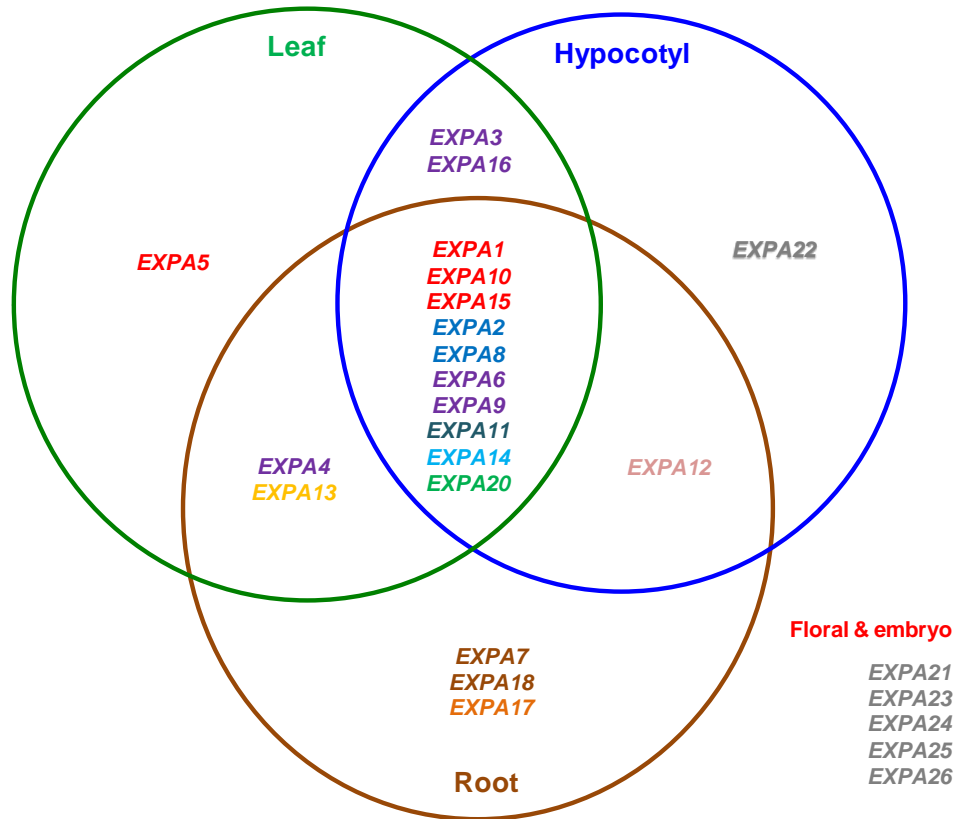 Leaf
Hypocotyl
EXPA3
EXPA16
EXPA5
EXPA22
EXPA1
EXPA10
EXPA15
EXPA2
EXPA8
EXPA6
EXPA9
EXPA11
EXPA14
EXPA20
EXPA4
EXPA13
EXPA12
EXPA7
EXPA18
EXPA17
Root
Floral & embryo
EXPA21
EXPA23
EXPA24
EXPA25
EXPA26